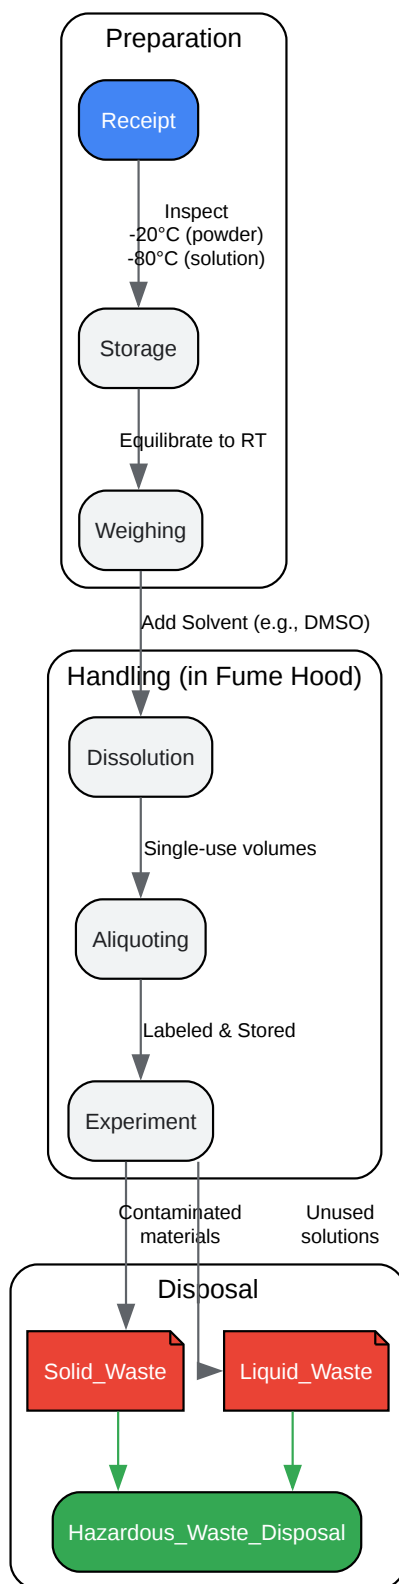 Preparation
Receipt
Inspect
-20°C (powder)
-80°C (solution)
Storage
Equilibrate to RT
Weighing
Add Solvent (e.g., DMSO)
Handling (in Fume Hood)
Dissolution
Single-use volumes
Aliquoting
Labeled & Stored
Experiment
Contaminated
materials
Unused
solutions
Disposal
Solid_Waste
Liquid_Waste
Hazardous_Waste_Disposal